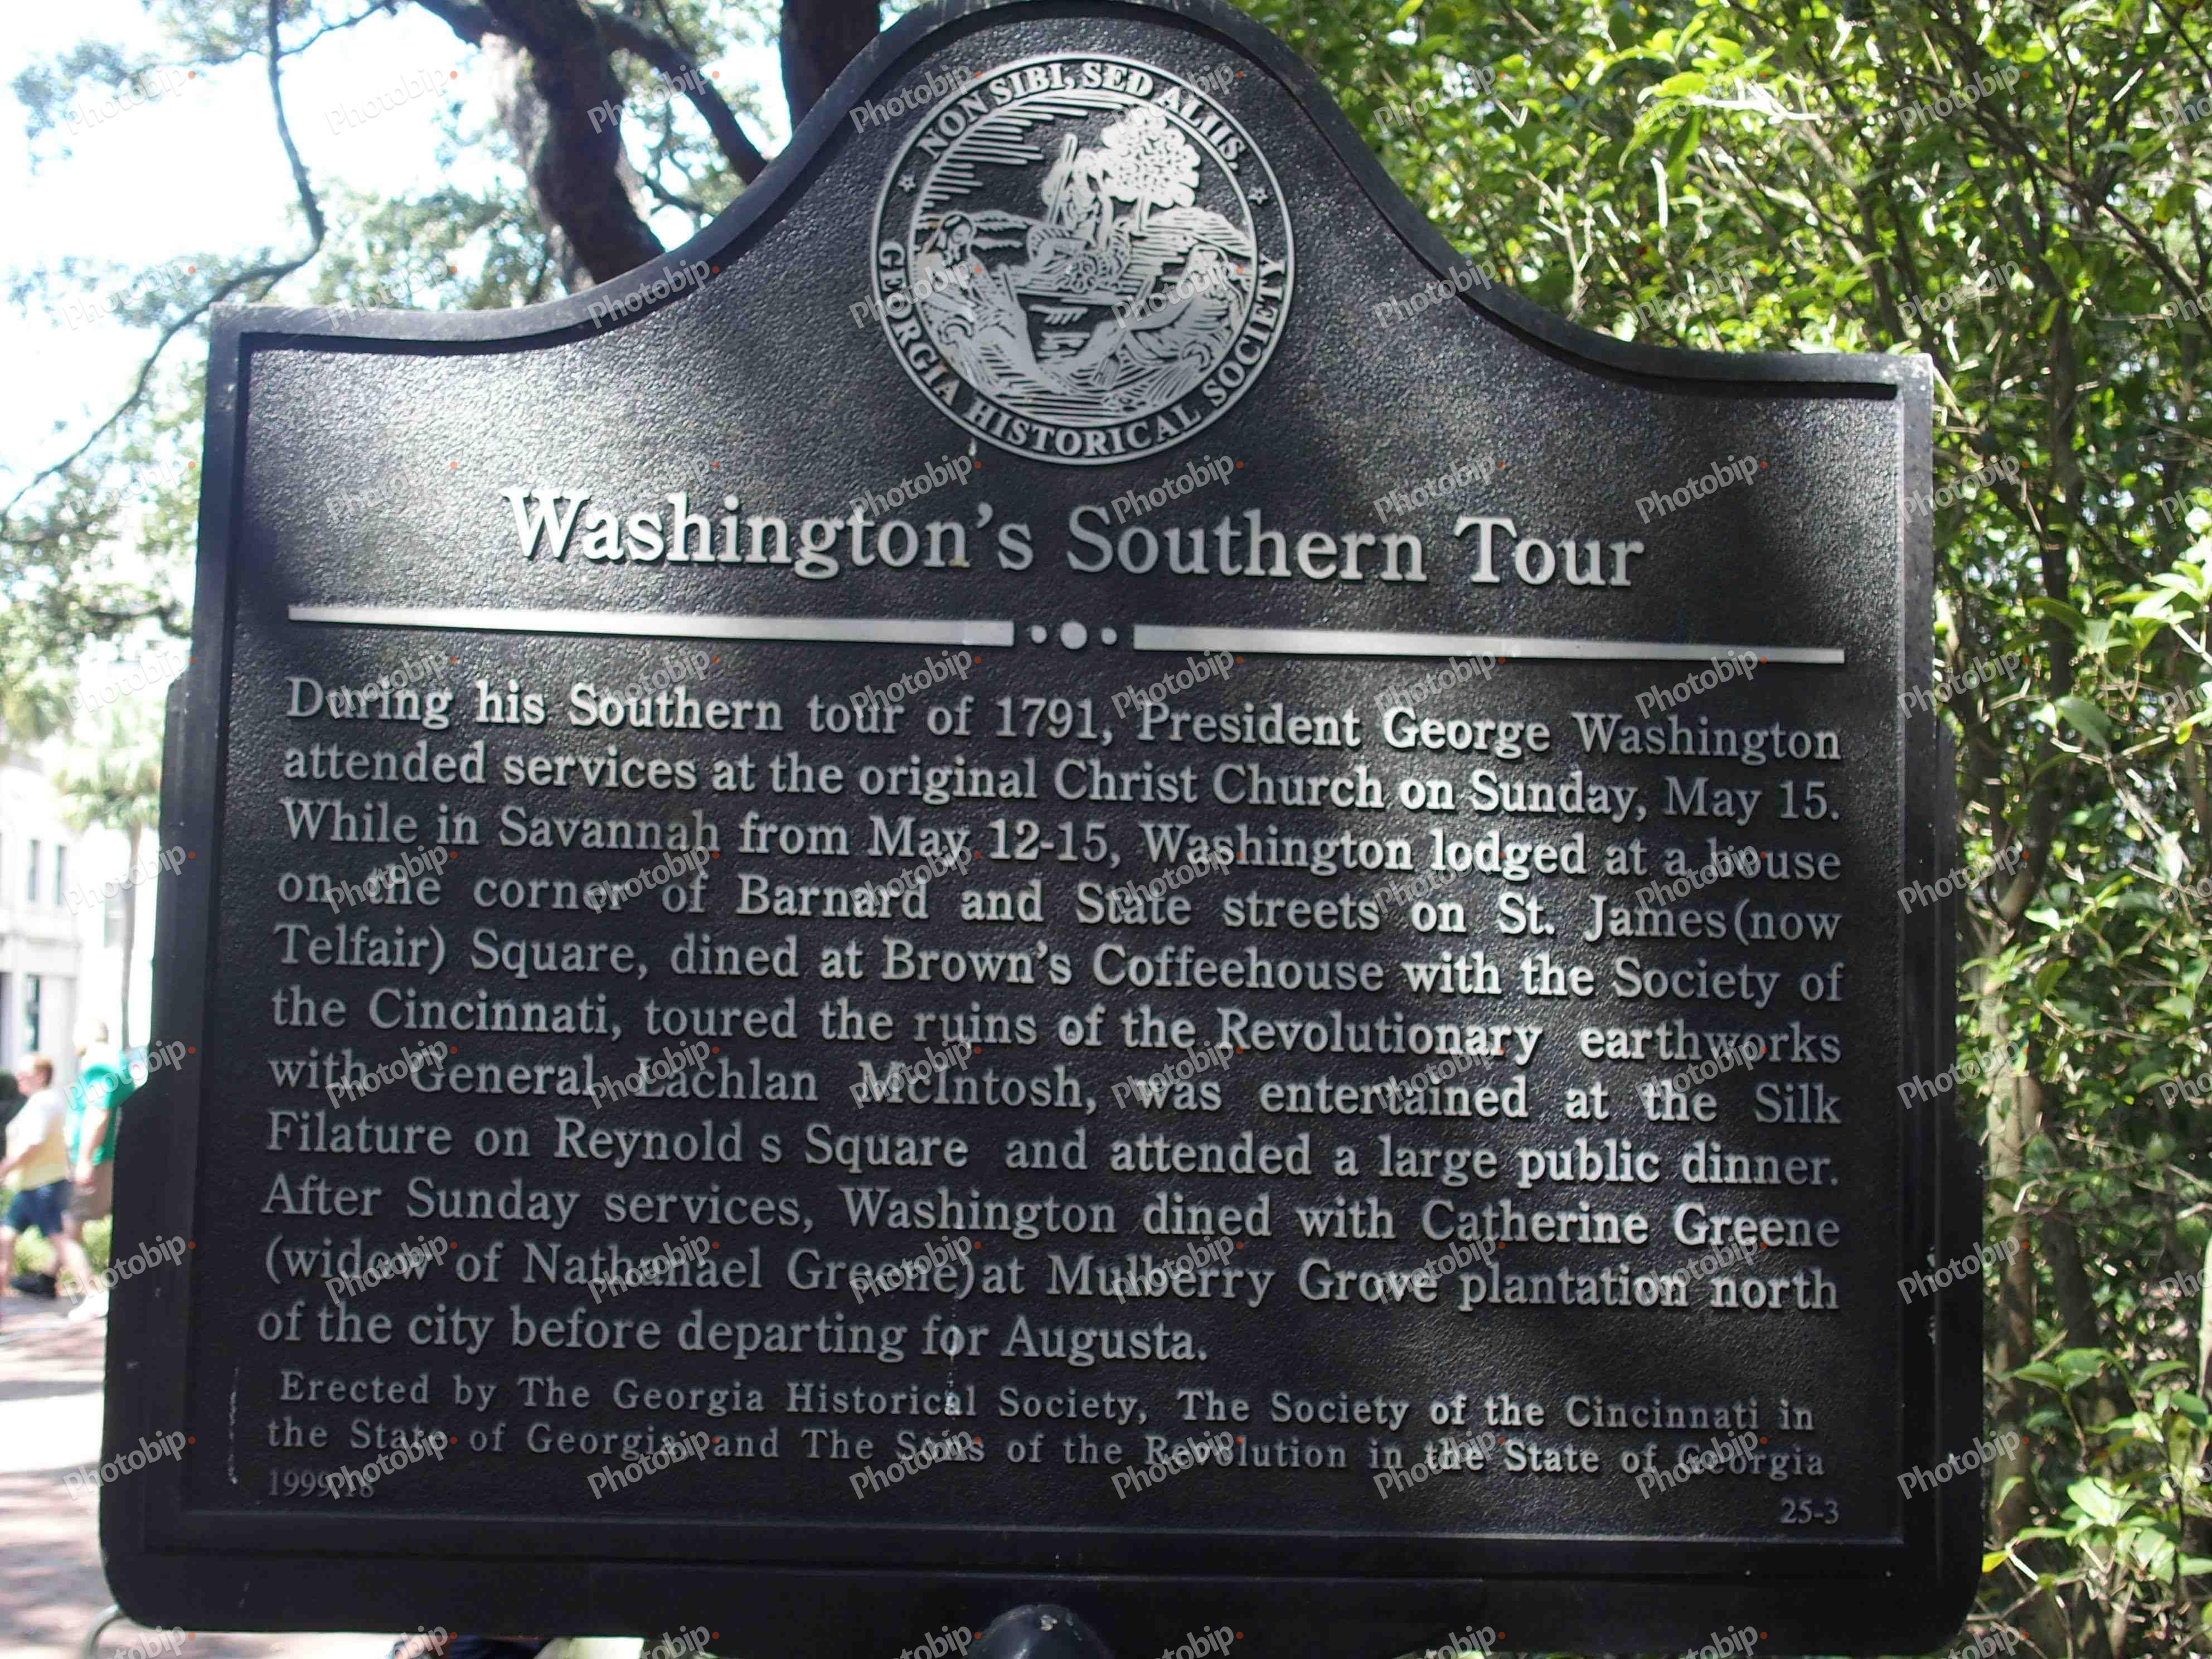 NON SIBI, SED ALIIS.
GEORGIA HISTORICAL SOCIETY
Washington's Southern Tour
During his Southern tour of 1791, President George Washington
attended services at the original Christ Church on Sunday, May 15.
While in Savannah from May 12-15, Washington lodged at a house
on the corner of Barnard and State streets on St. James(now
Telfair) Square, dined at Brown's Coffeehouse with the Society of
the Cincinnati, toured the ruins of the Revolutionary earthworks
with General Lachlan McIntosh, was entertained at the Silk
Filature on Reynold s Square and attended a large public dinner.
After Sunday services, Washington dined with Catherine Greene
(widow of Nathanael Greene)at Mulberry Grove plantation north
of the city before departing for Augusta.
Erected by The Georgia Historical Society, The Society of the Cincinnati in
the State of Georgia and The Sons of the Revolution in the State of Georgia
25-3
Photobip